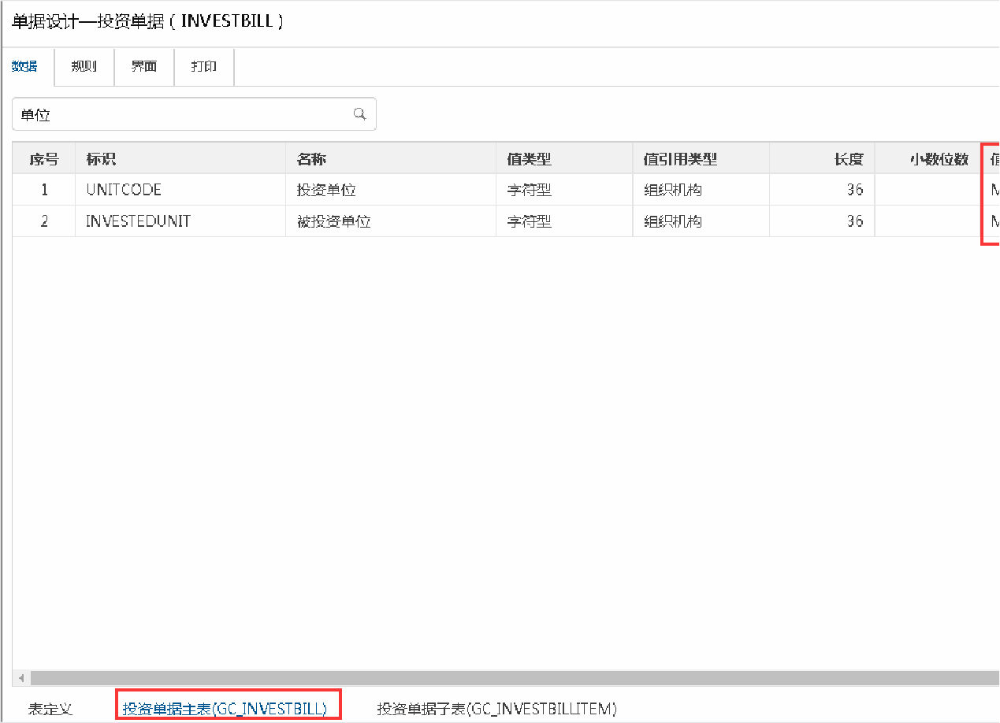 单据设计—投资单据 ( INVESTBILL )
数据 规则 界面 打印
单位
序号 标识 名称 值类型 值引用类型 长度 小数位数
1 UNITCODE 投资单位 字符型 组织机构 36
2 INVESTEDUNIT 被投资单位 字符型 组织机构 36
表定义 投资单据主表(GC_INVESTBILL) 投资单据子表(GC_INVESTBILLITEM)